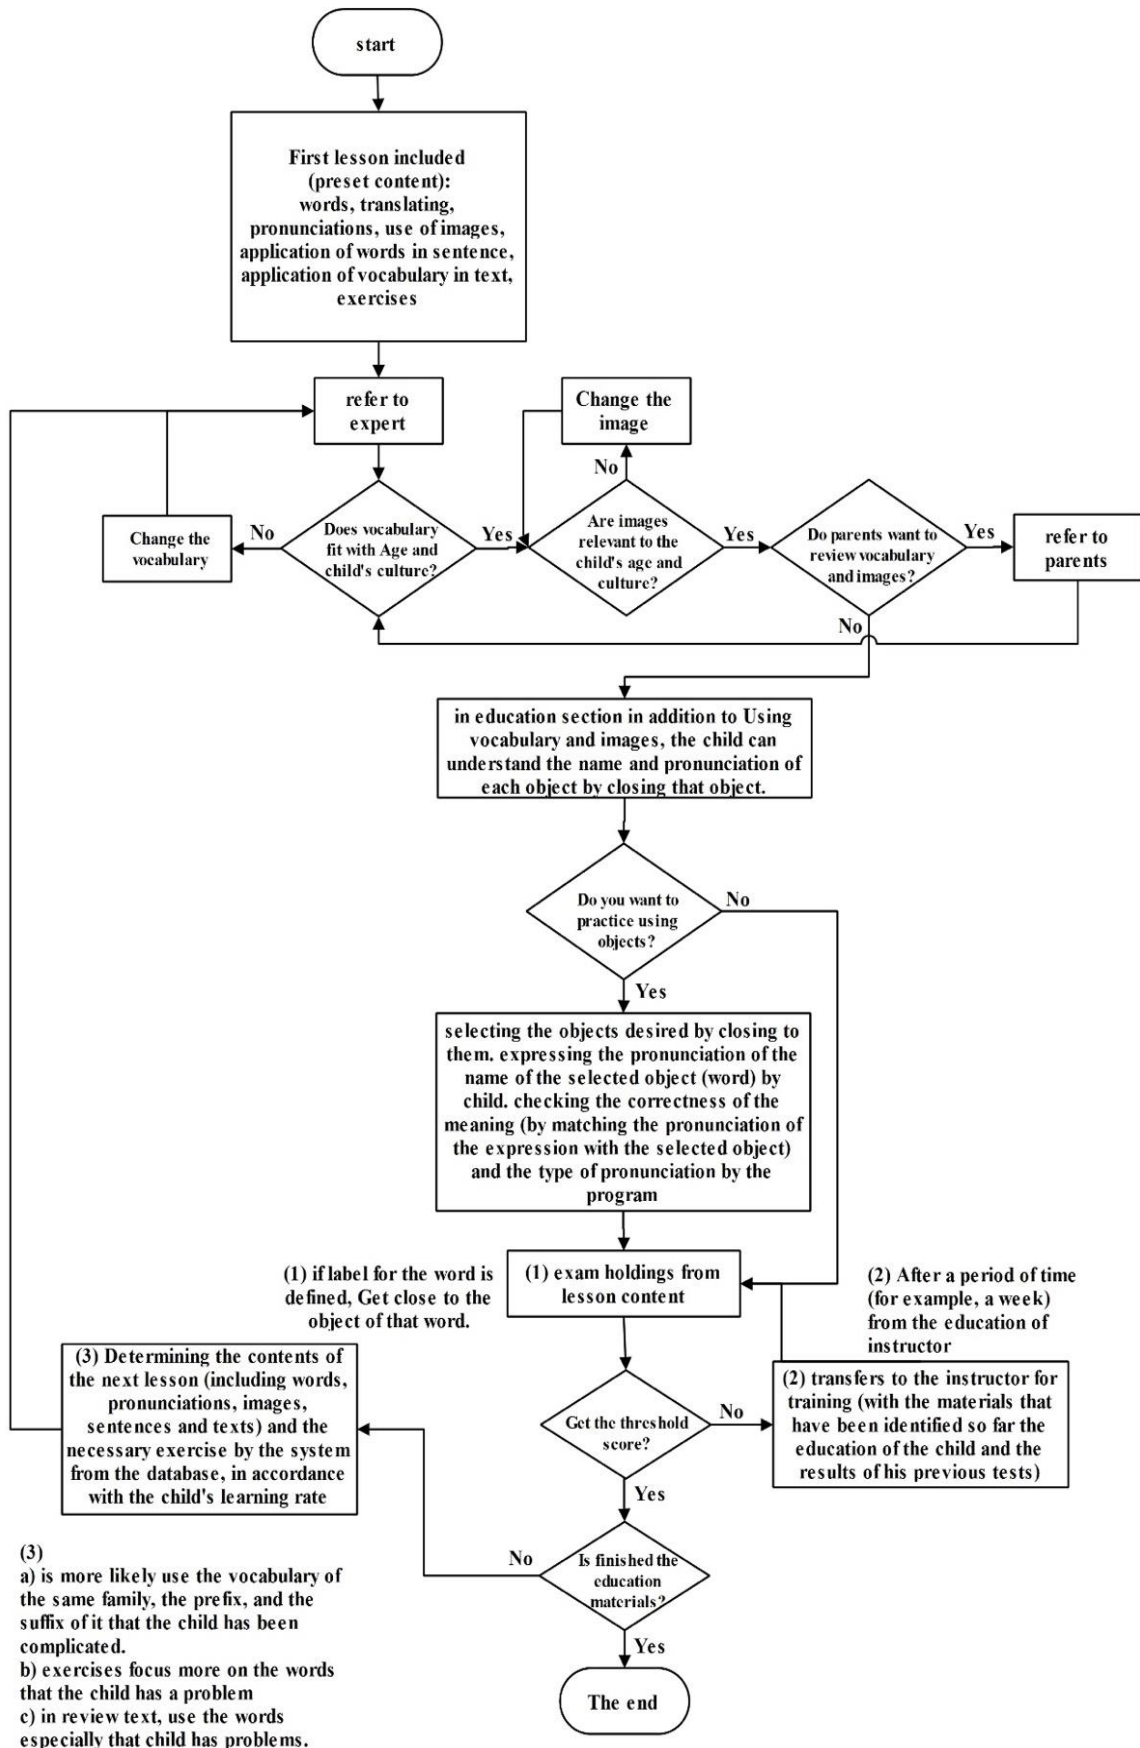 start
First lesson included
(preset content):
words, translating,
pronunciations, use of images,
application of words in sentence,
application of vocabulary in text,
exercises
refer to
expert
Change the
image
No
Does vocabulary
fit with Age and
child's culture?
No
Change the
vocabulary
Yes
Are images
relevant to the
child's age and
culture?
Yes
Do parents want to
review vocabulary
and images?
Yes
refer to
parents
No
in education section in addition to Using
vocabulary and images, the child can
understand the name and pronunciation of
each object by closing that object.
Do you want to
practice using
objects?
No
Yes
selecting the objects desired by closing to
them. expressing the pronunciation of the
name of the selected object (word) by
child. checking the correctness of the
meaning (by matching the pronunciation of
the expression with the selected object)
and the type of pronunciation by the
program
(1) if label for the word is
defined, Get close to the
object of that word.
(1) exam holdings from
lesson content
(2) After a period of time
(for example, a week)
from the education of
instructor
(3) Determining the contents of
the next lesson (including words,
pronunciations, images,
sentences and texts) and the
necessary exercise by the system
from the database, in accordance
with the child's learning rate
Get the threshold
score?
No
(2) transfers to the instructor for
training (with the materials that
have been identified so far the
education of the child and the
results of his previous tests)
Yes
Is finished the
education
materials?
No
Yes
The end
(3)
a) is more likely use the vocabulary of
the same family, the prefix, and the
suffix of it that the child has been
complicated.
b) exercises focus more on the words
that the child has a problem
c) in review text, use the words
especially that child has problems.